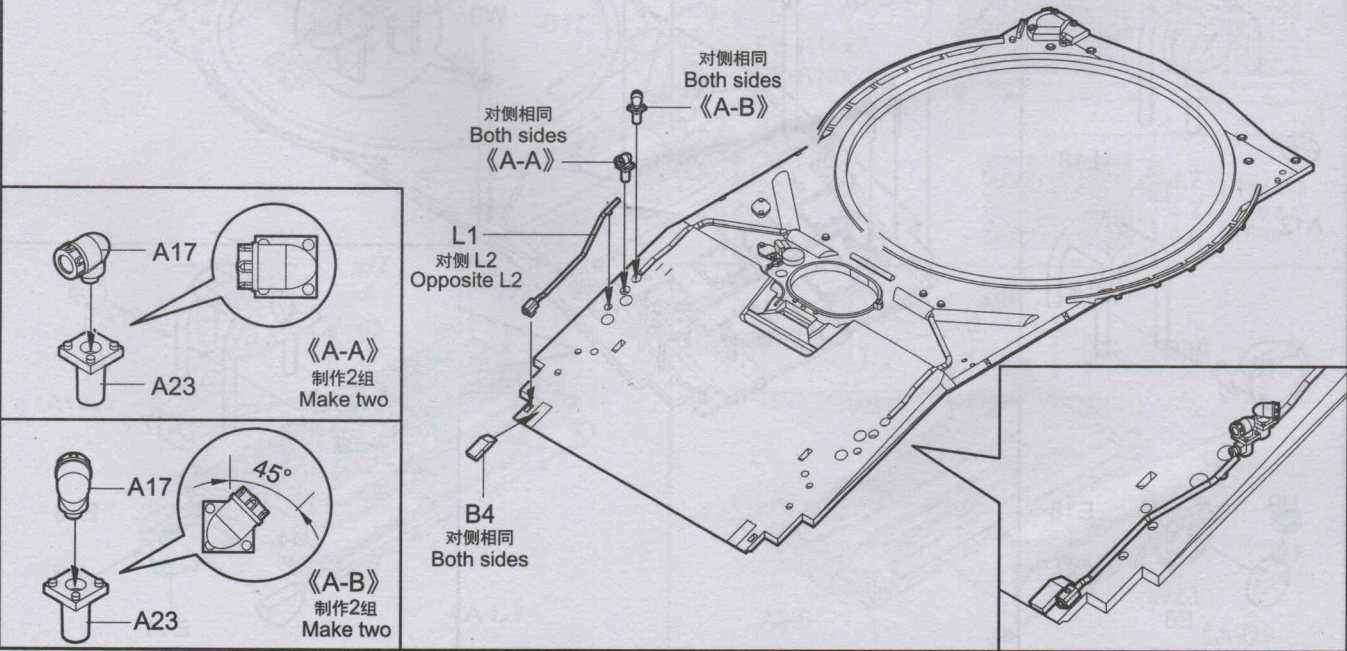 对侧相同
Both sides
《A-B》
对侧相同
Both sides
《A-A》
L1
对侧 L2
Opposite L2
B4
对侧相同
Both sides
A17
A23
《A-A》
制作2组
Make two
A17
45°
A23
《A-B》
制作2组
Make two